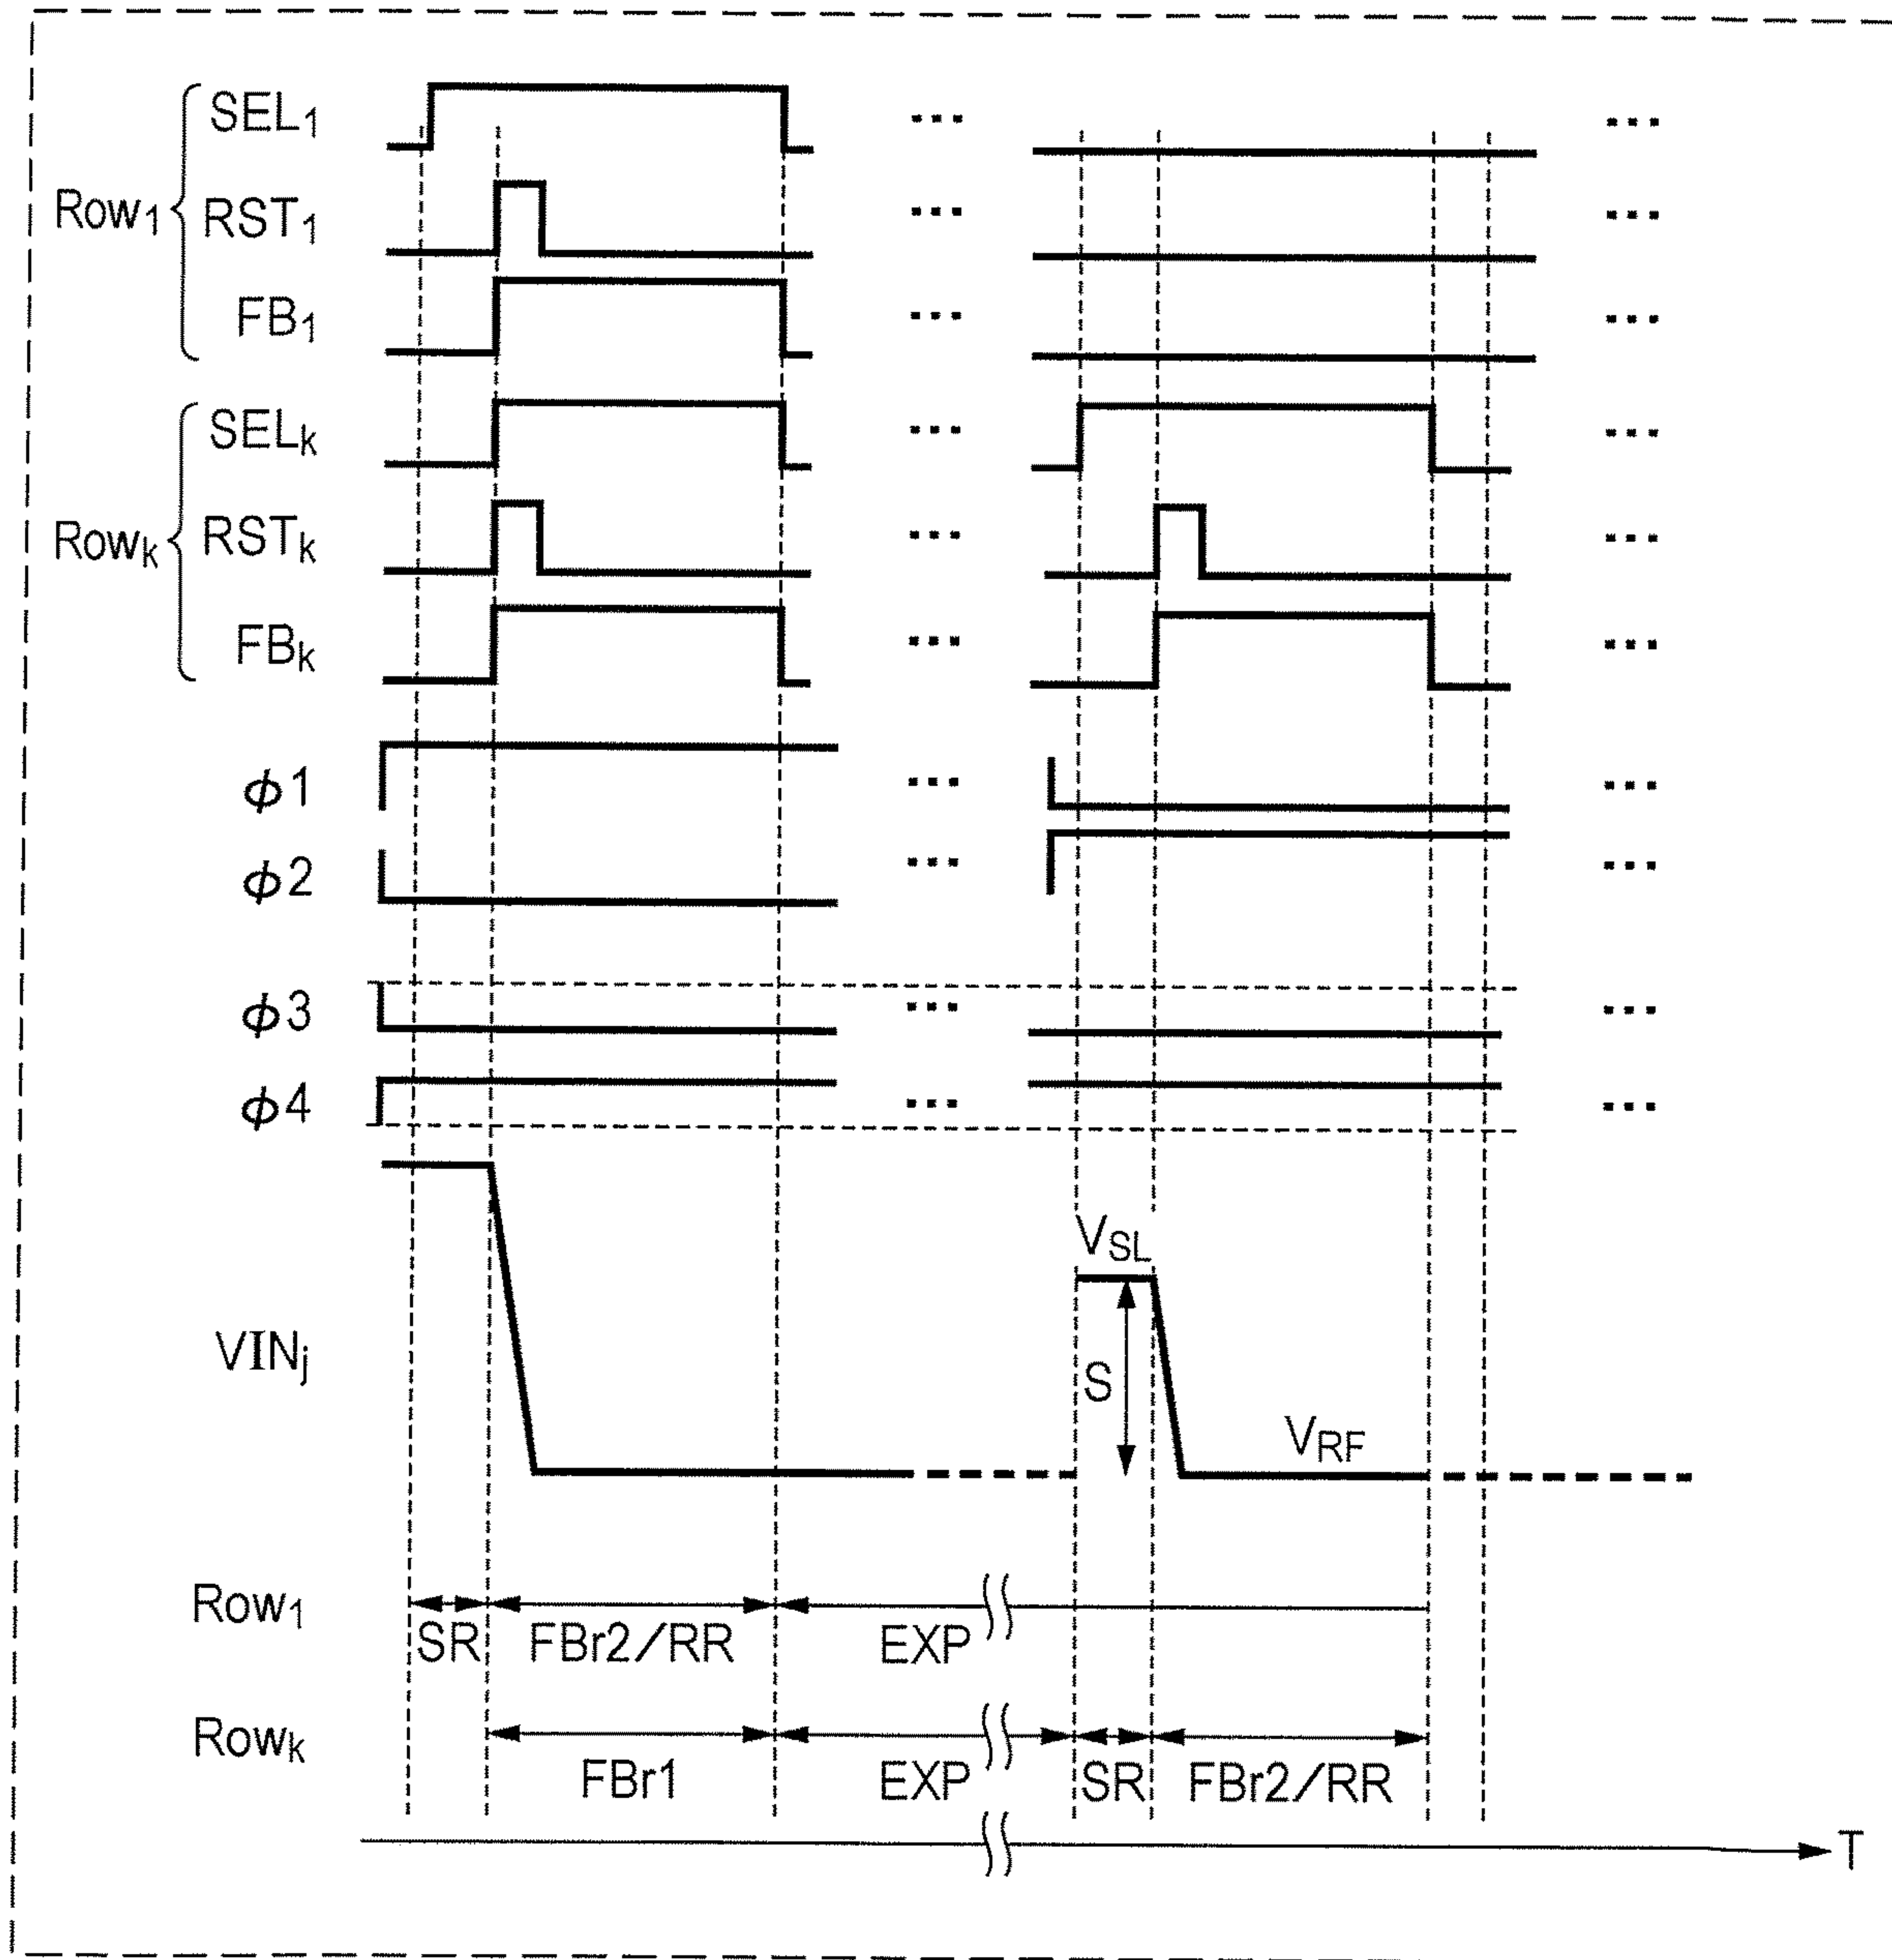 SEL1 ... ...
Row1 RST1 ... ...
FB1 ... ...
SELk ... ...
Rowk RSTk ... ...
FBk ... ...
ϕ1 ... ...
ϕ2 ... ...
ϕ3 ... ...
ϕ4 ... ...
VSL
VINj S
VRF
Row1 SR FBr2/RR EXP
Rowk FBr1 EXP SR FBr2/RR
T